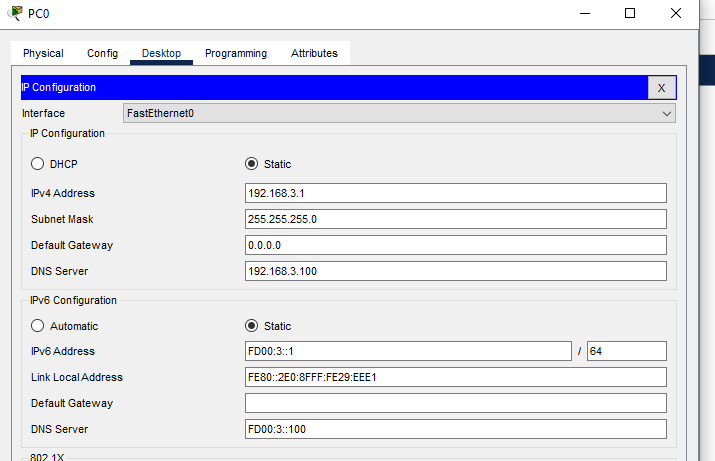 PC0
Physical Config Desktop Programming Attributes
IP Configuration X
Interface FastEthernet0
IP Configuration
DHCP Static
IPv4 Address 192.168.3.1
Subnet Mask 255.255.255.0
Default Gateway 0.0.0.0
DNS Server 192.168.3.100
IPv6 Configuration
Automatic Static
IPv6 Address FD00:3::1 / 64
Link Local Address FE80::2E0:8FFF:FE29:EEE1
Default Gateway
DNS Server FD00:3::100
802.1X